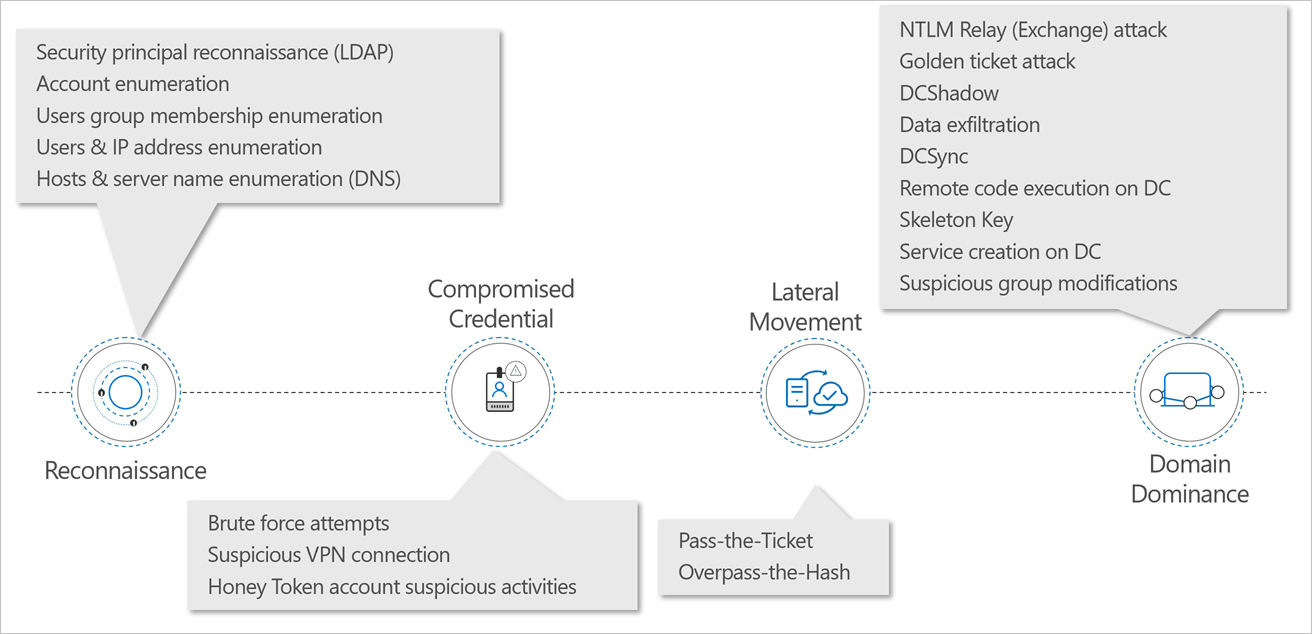 Security principal reconnaissance (LDAP)
Account enumeration
Users group membership enumeration
Users & IP address enumeration
Hosts & server name enumeration (DNS)
Reconnaissance
Compromised
Credential
Brute force attempts
Suspicious VPN connection
Honey Token account suspicious activities
Lateral
Movement
Pass-the-Ticket
Overpass-the-Hash
NTLM Relay (Exchange) attack
Golden ticket attack
DCShadow
Data exfiltration
DCSync
Remote code execution on DC
Skeleton Key
Service creation on DC
Suspicious group modifications
Domain
Dominance